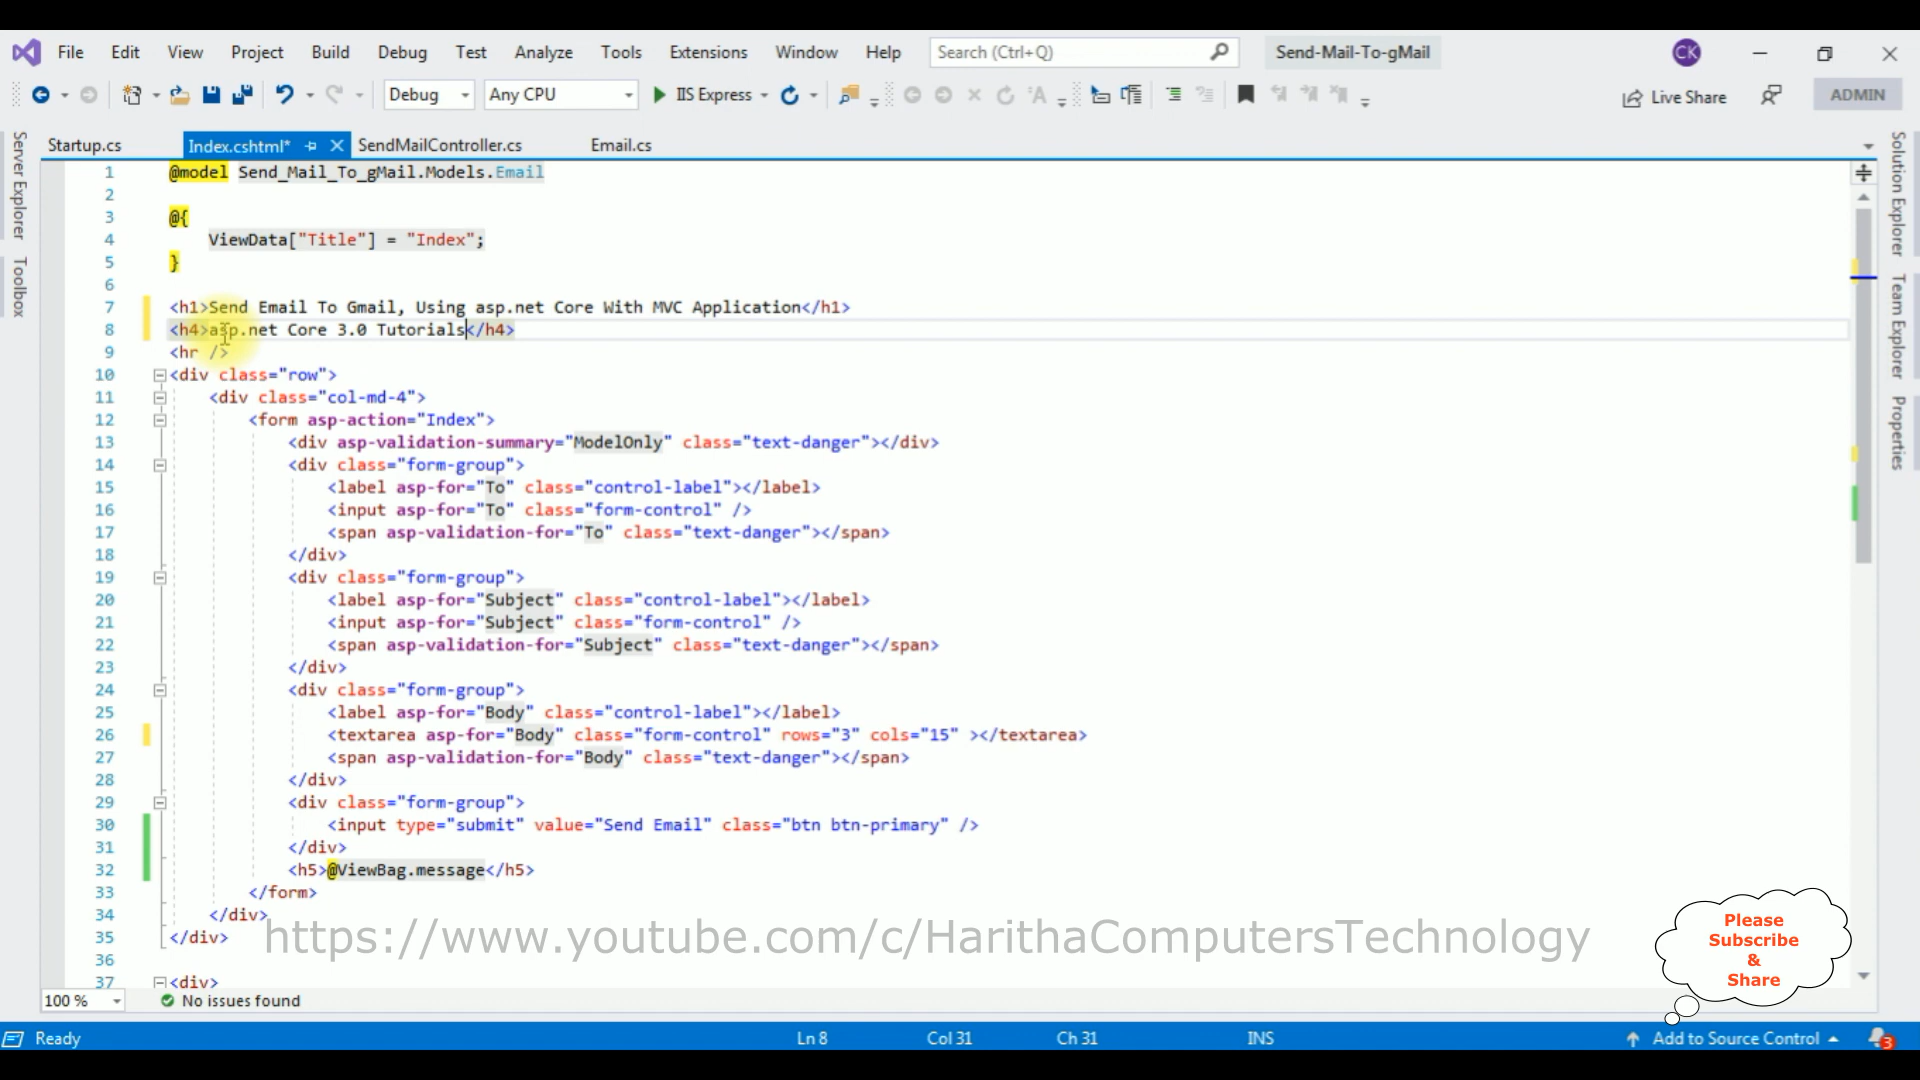 File Edit View Project Build Debug Test Analyze Tools Extensions Window Help Search (Ctrl+Q) Send-Mail-To-gMail CK
Debug Any CPU IIS Express Live Share ADMIN
Startup.cs Index.cshtml* SendMailController.cs Email.cs
Server Explorer
Toolbox
Solution Explorer
Team Explorer
Properties
1 @model Send_Mail_To_gMail.Models.Email
2
3 @{
4 ViewData["Title"] = "Index";
5 }
6
7 <h1>Send Email To Gmail, Using asp.net Core With MVC Application</h1>
8 <h4>asp.net Core 3.0 Tutorials</h4>
9 <hr />
10 <div class="row">
11 <div class="col-md-4">
12 <form asp-action="Index">
13 <div asp-validation-summary="ModelOnly" class="text-danger"></div>
14 <div class="form-group">
15 <label asp-for="To" class="control-label"></label>
16 <input asp-for="To" class="form-control" />
17 <span asp-validation-for="To" class="text-danger"></span>
18 </div>
19 <div class="form-group">
20 <label asp-for="Subject" class="control-label"></label>
21 <input asp-for="Subject" class="form-control" />
22 <span asp-validation-for="Subject" class="text-danger"></span>
23 </div>
24 <div class="form-group">
25 <label asp-for="Body" class="control-label"></label>
26 <textarea asp-for="Body" class="form-control" rows="3" cols="15" ></textarea>
27 <span asp-validation-for="Body" class="text-danger"></span>
28 </div>
29 <div class="form-group">
30 <input type="submit" value="Send Email" class="btn btn-primary" />
31 </div>
32 <h5>@ViewBag.message</h5>
33 </form>
34 </div>
35 </div>
36
37 <div>
https://www.youtube.com/c/HarithaComputersTechnology
Please
Subscribe
&
Share
100 % No issues found
Ready Ln 8 Col 31 Ch 31 INS Add to Source Control 3